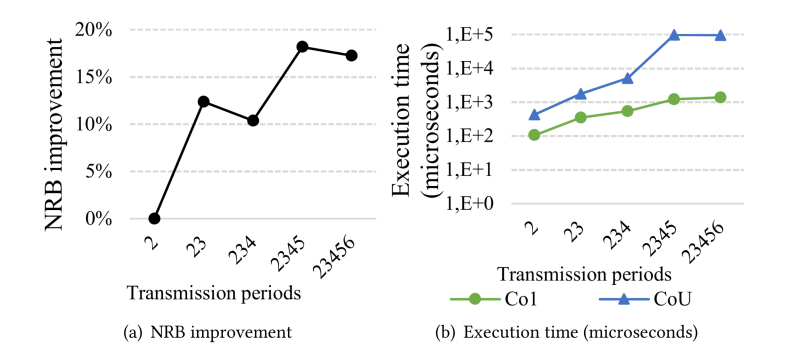 NRB improvement
20%
15%
10%
5%
0%
2
23
234
2345
23456
Transmission periods
(a) NRB improvement
Execution time
(microseconds)
1,E+5
1,E+4
1,E+3
1,E+2
1,E+1
1,E+0
2
23
234
2345
23456
Transmission periods
Co1
CoU
(b) Execution time (microseconds)